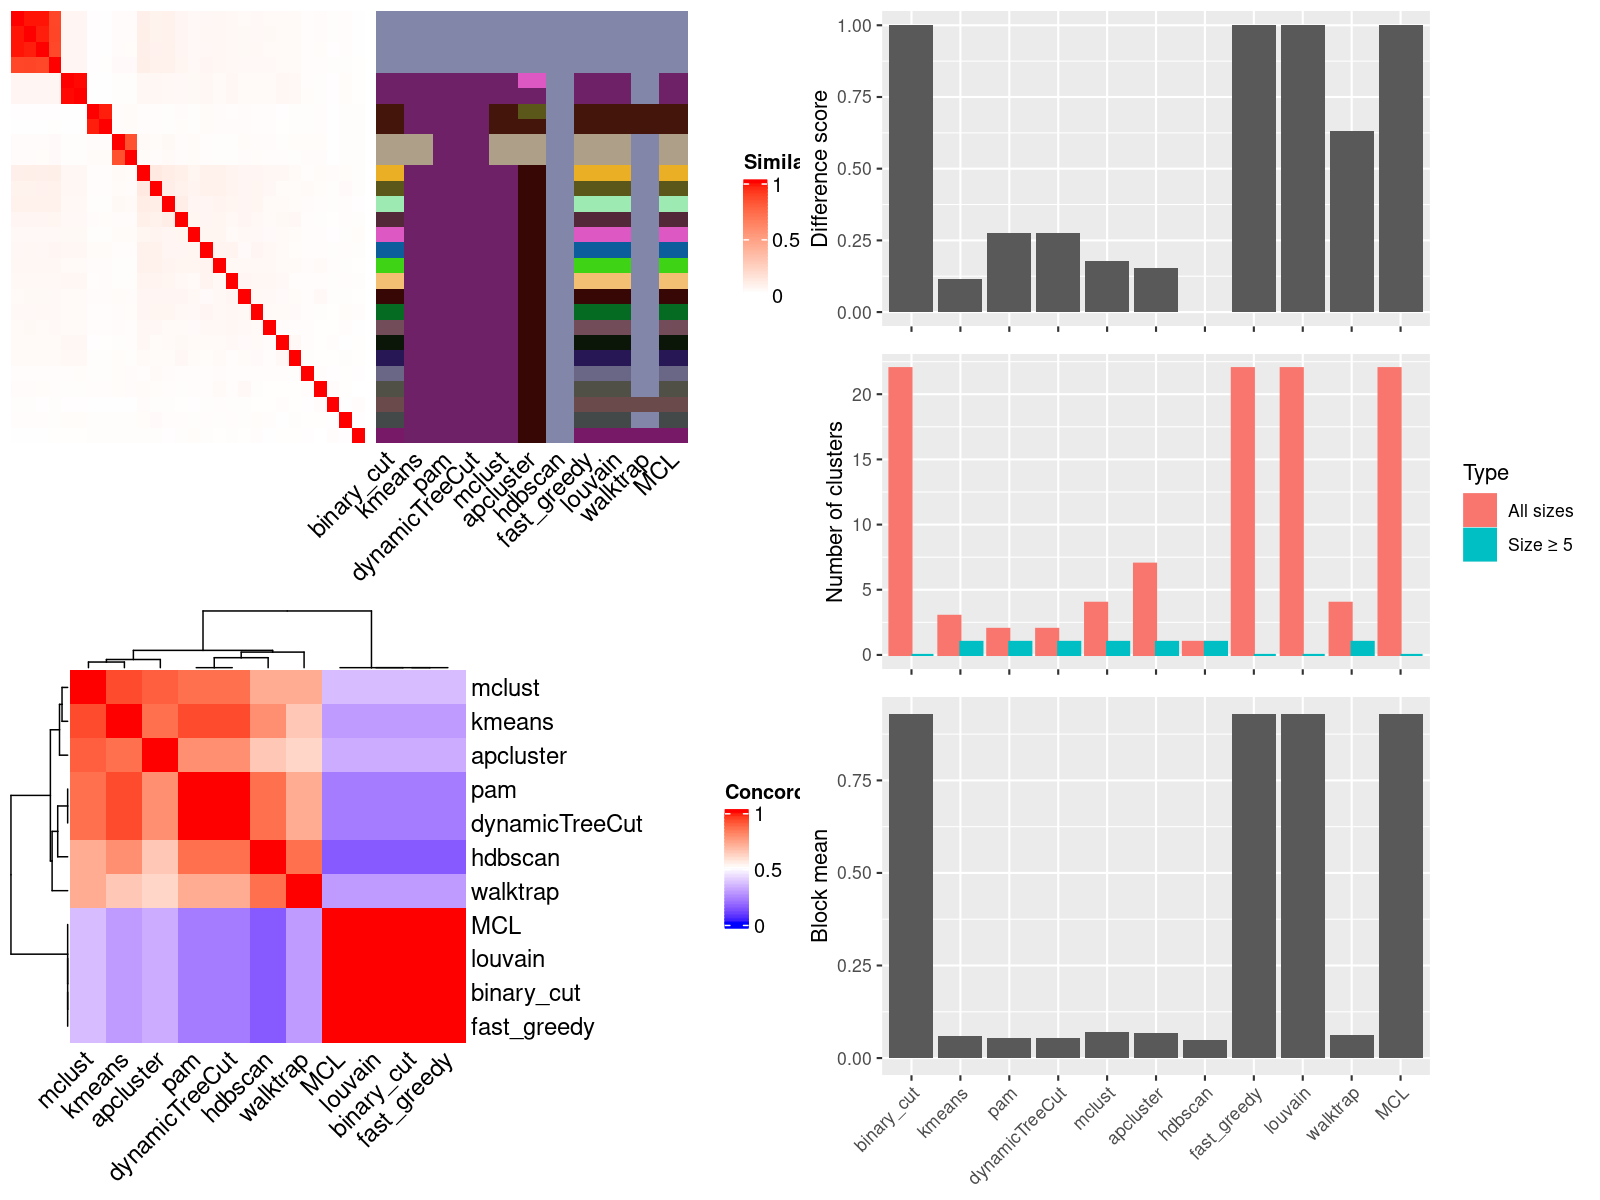 Simila
1
0.5
0
binary_cut
kmeans
pam
dynamicTreeCut
mclust
apcluster
hdbscan
fast_greedy
louvain
walktrap
MCL
mclust
kmeans
apcluster
pam
dynamicTreeCut
hdbscan
walktrap
MCL
louvain
binary_cut
fast_greedy
mclust
kmeans
apcluster
pam
dynamicTreeCut
hdbscan
walktrap
MCL
louvain
binary_cut
fast_greedy
Concord
1
0.5
0
Difference score
1.00
0.75
0.50
0.25
0.00
Number of clusters
20
15
10
5
0
Type
All sizes
Size ≥ 5
Block mean
0.75
0.50
0.25
0.00
binary_cut
kmeans
pam
dynamicTreeCut
mclust
apcluster
hdbscan
fast_greedy
louvain
walktrap
MCL